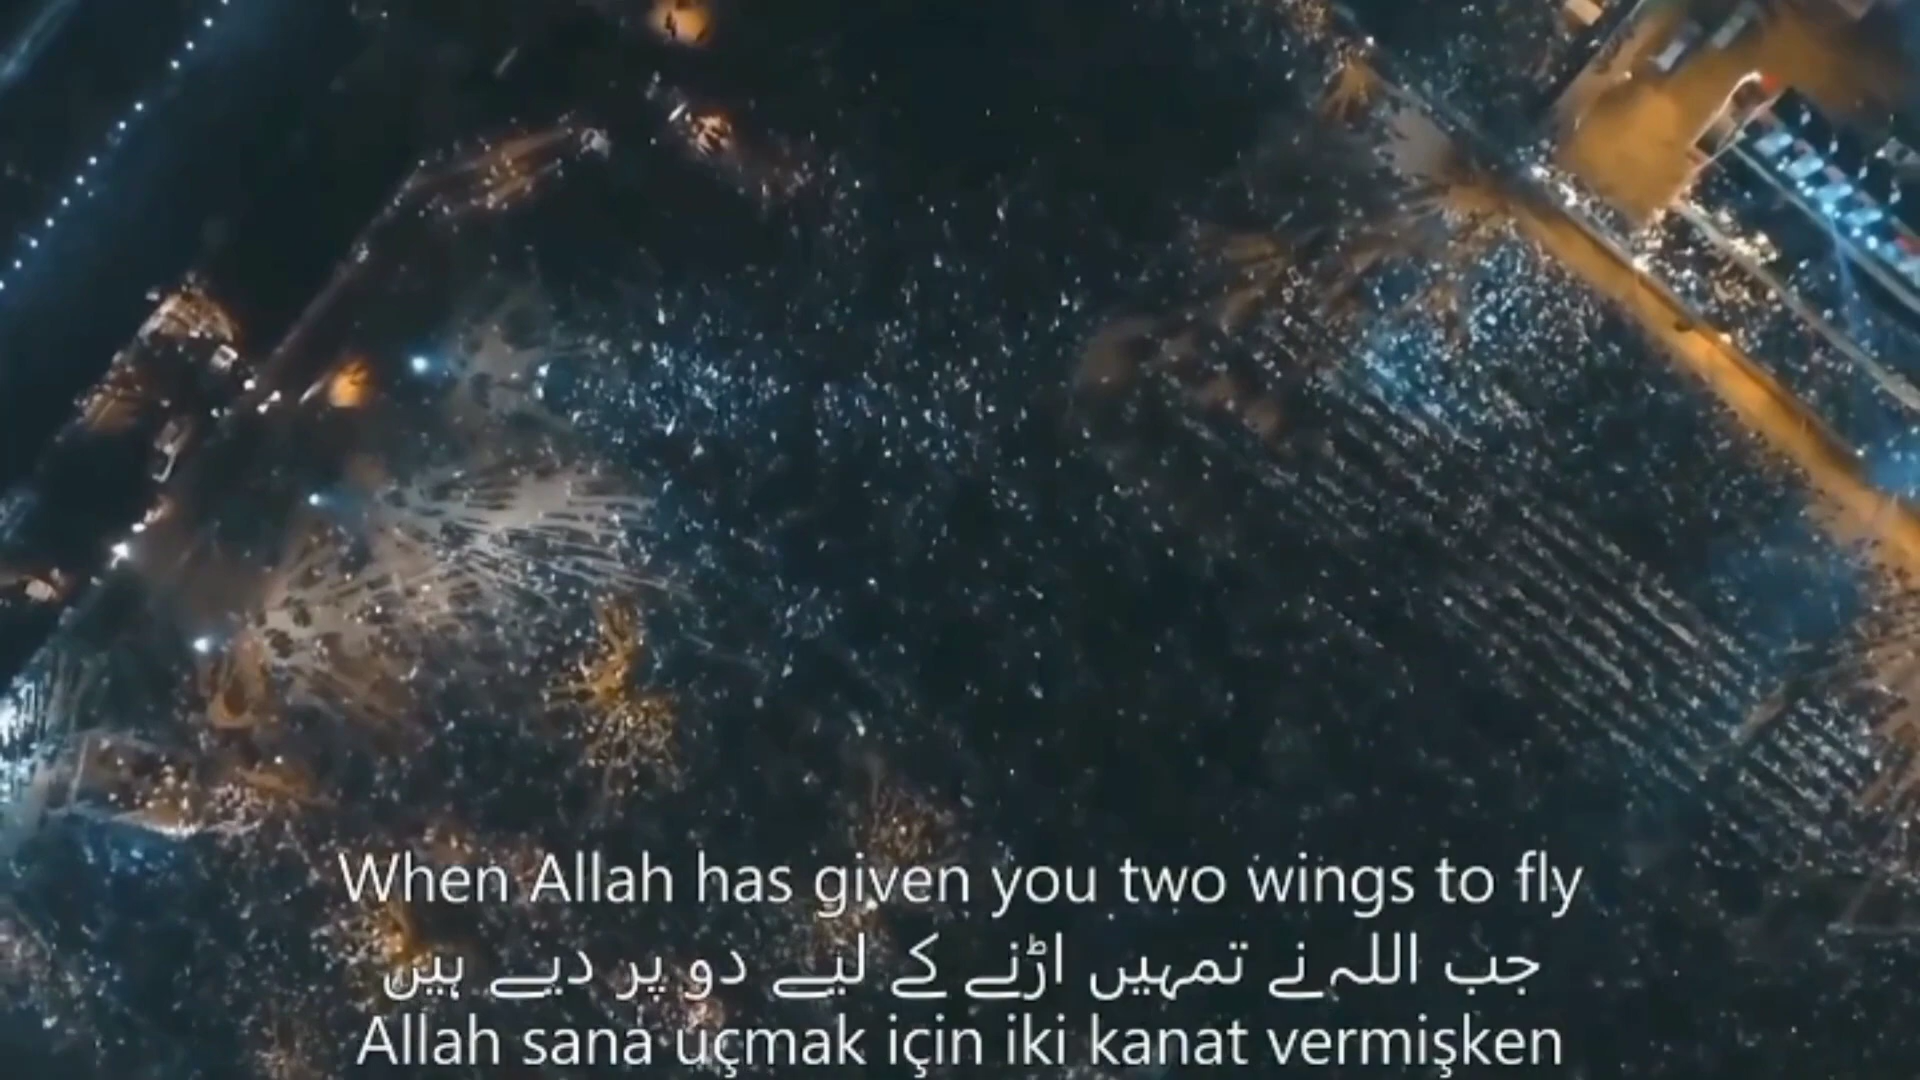 When Allah has given you two wings to fly
جب اللہ نے تمہیں اڑنے کے لیے دو پر دیے ہیں
Allah sana uçmak için iki kanat vermişken